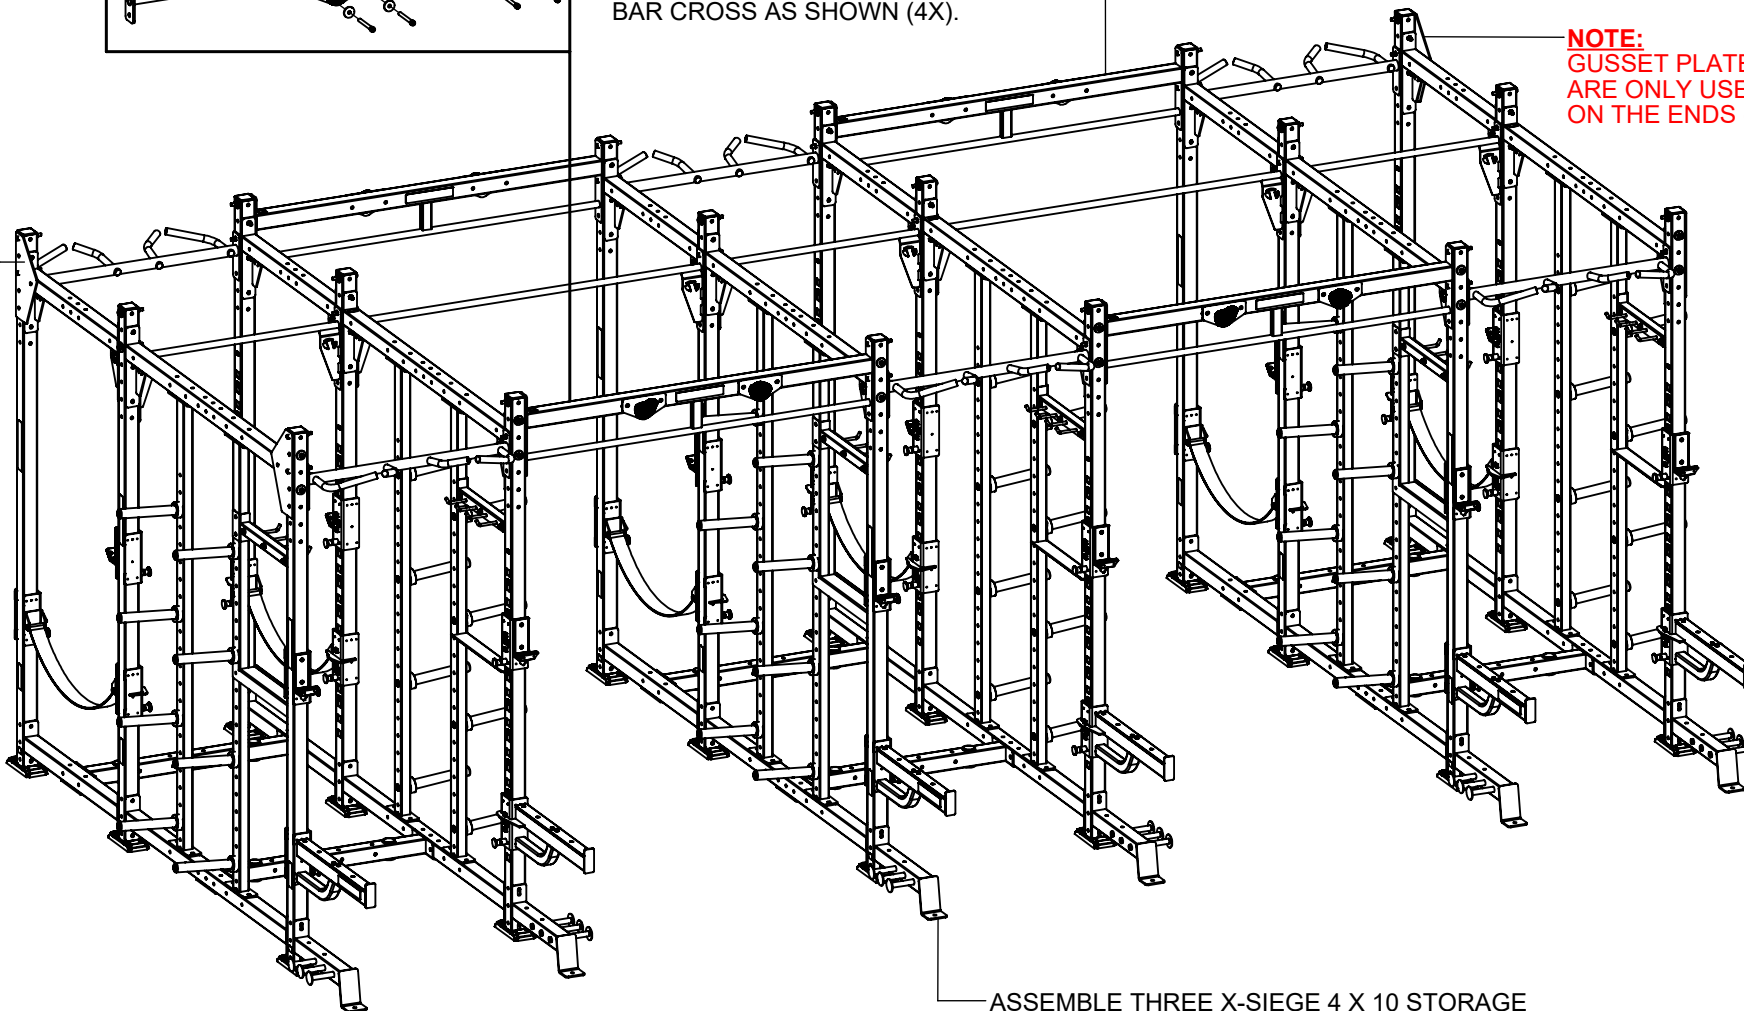 BAR CROSS AS SHOWN (4X).
NOTE:
GUSSET PLATE
ARE ONLY USE
ON THE ENDS
ASSEMBLE THREE X-SIEGE 4 X 10 STORAGE